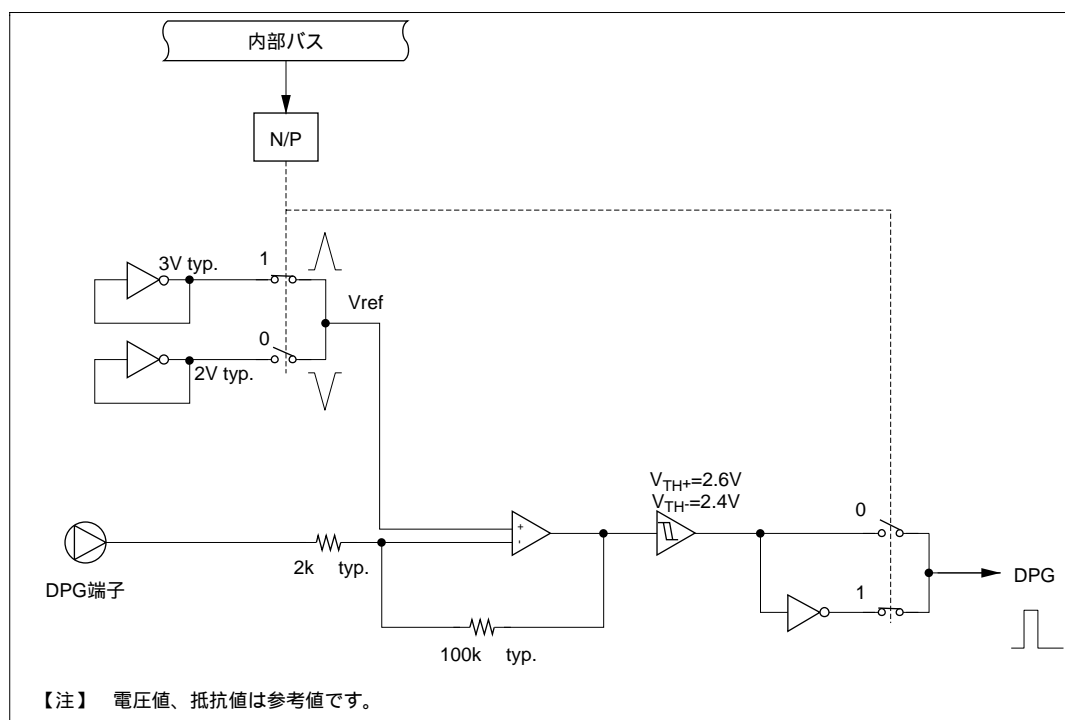 内部バス
N/P
3V typ.
1
Vref
0
2V typ.
VTH+=2.6V
VTH-=2.4V
0
DPG端子
2k typ.
+
-
DPG
1
100k typ.
【注】 電圧値、抵抗値は参考値です。